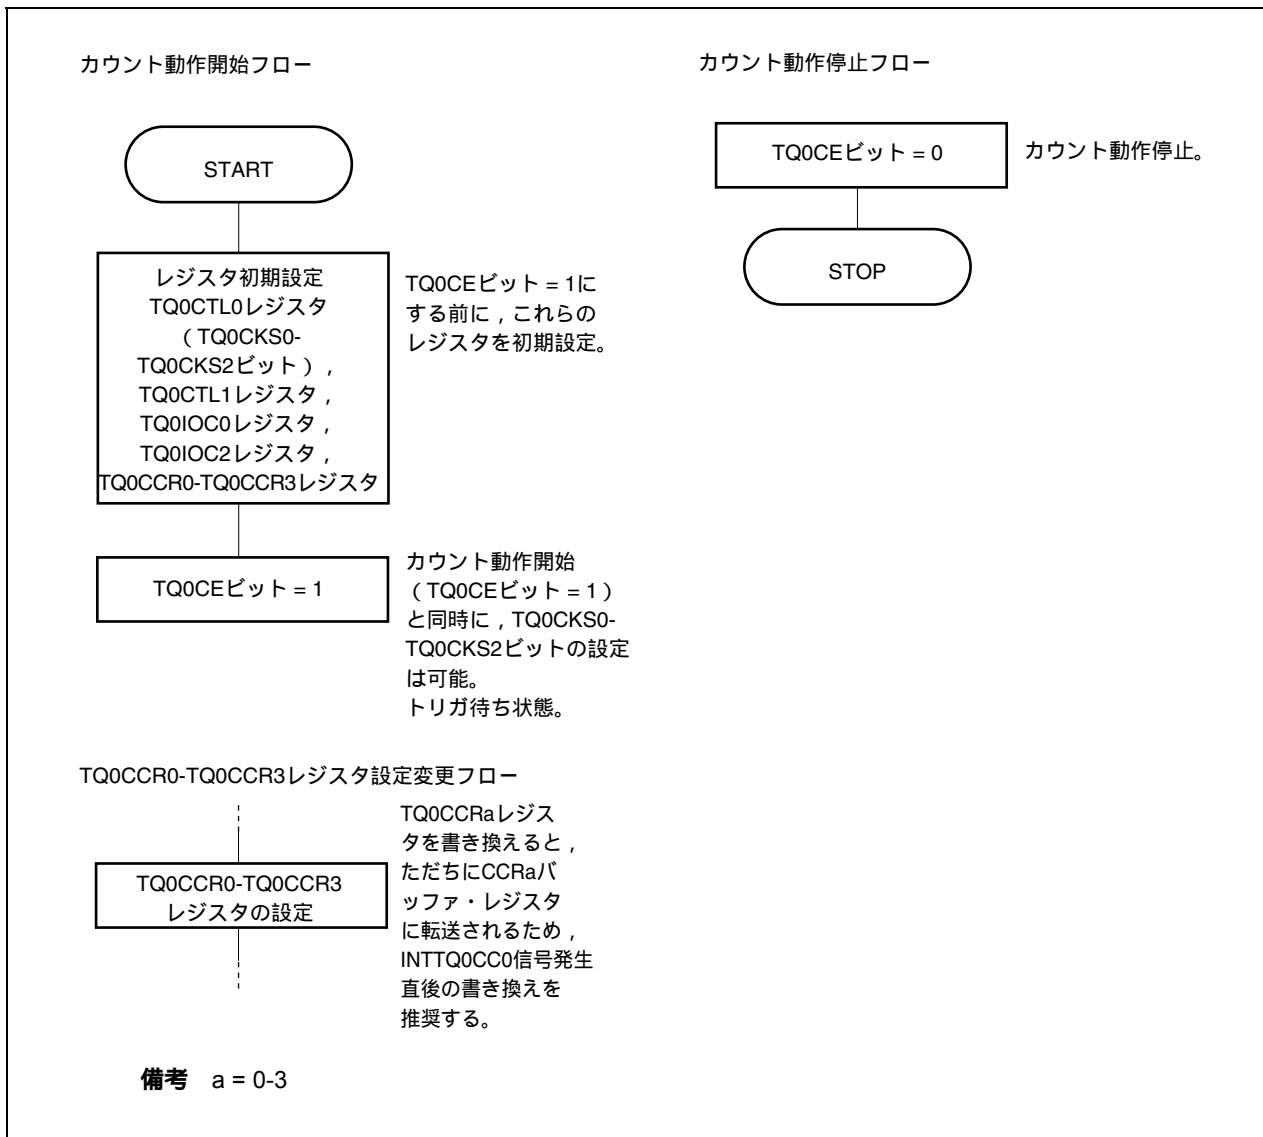 カウント動作開始フロー
START
レジスタ初期設定
TQ0CTL0レジスタ
（TQ0CKS0-
TQ0CKS2ビット），
TQ0CTL1レジスタ，
TQ0IOC0レジスタ，
TQ0IOC2レジスタ，
TQ0CCR0-TQ0CCR3レジスタ
TQ0CEビット = 1に
する前に，これらの
レジスタを初期設定。
TQ0CEビット = 1
カウント動作開始
（TQ0CEビット = 1）
と同時に，TQ0CKS0-
TQ0CKS2ビットの設定
は可能。
トリガ待ち状態。
TQ0CCR0-TQ0CCR3レジスタ設定変更フロー
TQ0CCR0-TQ0CCR3
レジスタの設定
TQ0CCRaレジス
タを書き換えると，
ただちにCCRaバ
ッファ・レジスタ
に転送されるため，
INTTQ0CC0信号発生
直後の書き換えを
推奨する。
備考 a = 0-3
カウント動作停止フロー
TQ0CEビット = 0
カウント動作停止。
STOP